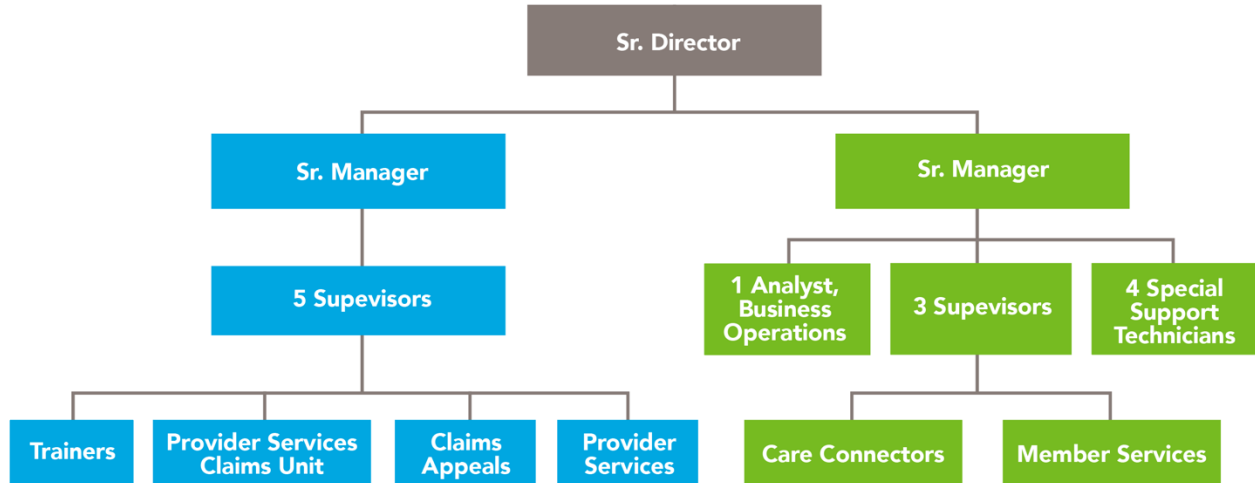 Sr. Director
Sr. Manager
Sr. Manager
5 Supevisors
1 Analyst,
Business
Operations
3 Supevisors
4 Special
Support
Technicians
Trainers
Provider Services
Claims Unit
Claims
Appeals
Provider
Services
Care Connectors
Member Services